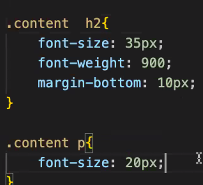 .content  h2{
    font-size: 35px;
    font-weight: 900;
    margin-bottom: 10px;
}

.content p{
    font-size: 20px;
}